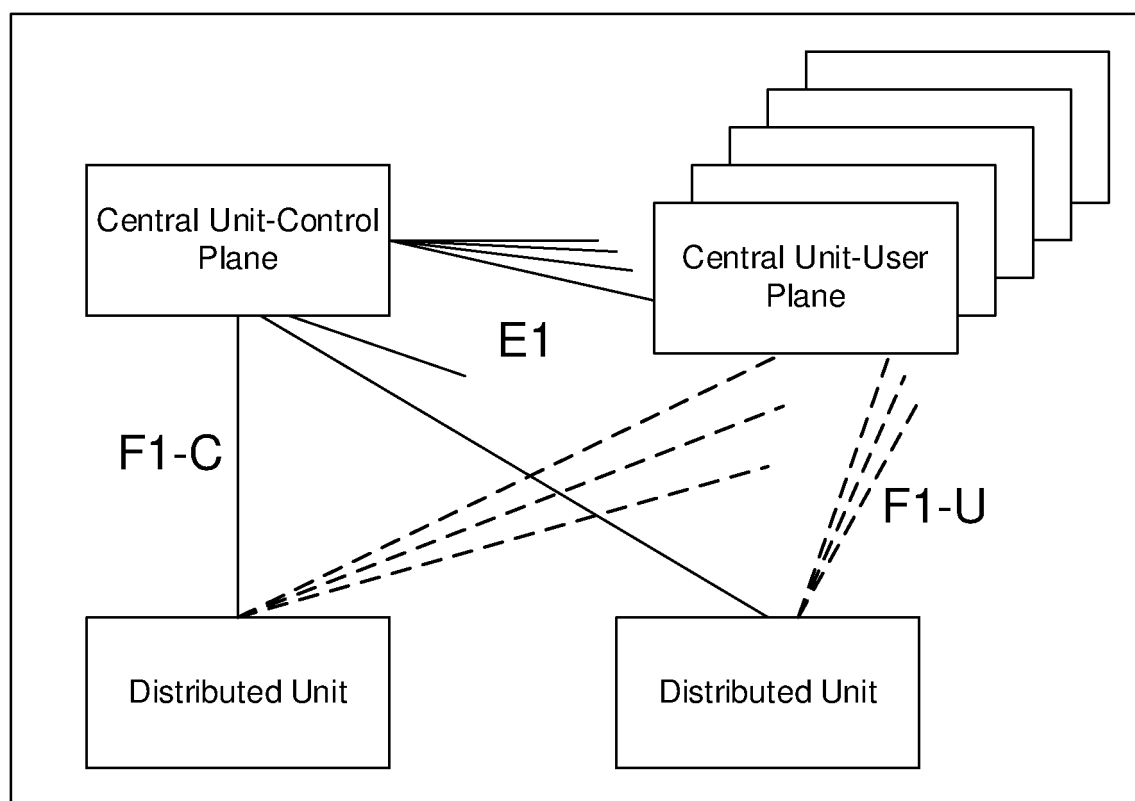 Central Unit-Control
Plane
Central Unit-User
Plane
E1
F1-C
F1-U
Distributed Unit
Distributed Unit